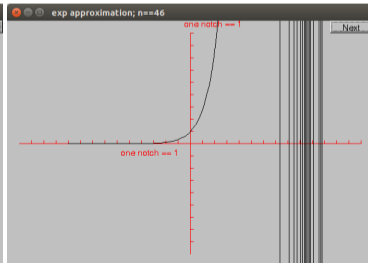 exp approximation; n==46
one notch == 1
Next
one notch == 1